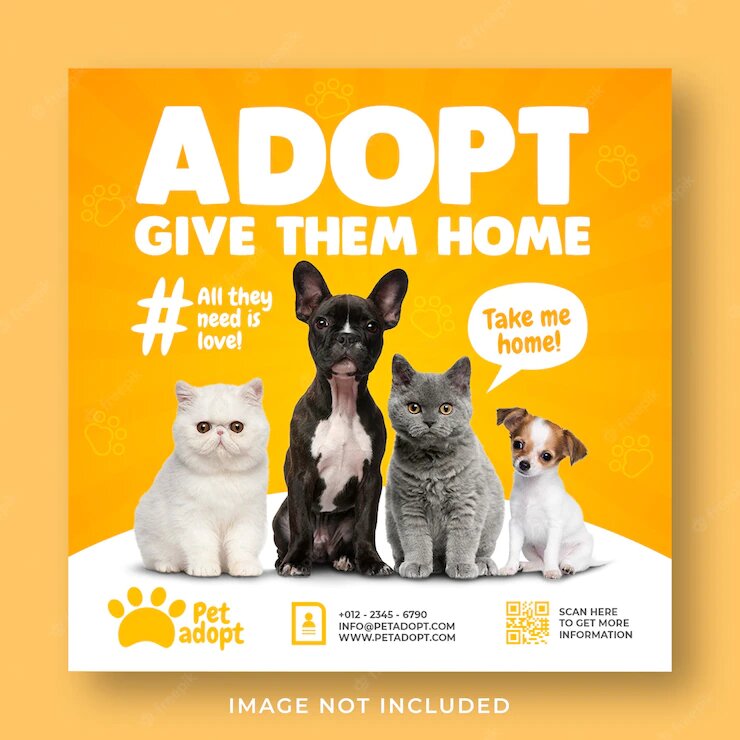 ADOPT
GIVE THEM HOME
# All they
need is
love!
Take me
home!
Pet
adopt
+012 - 2345 - 6790
INFO@PETADOPT.COM
WWW.PETADOPT.COM
SCAN HERE
TO GET MORE
INFORMATION
IMAGE NOT INCLUDED